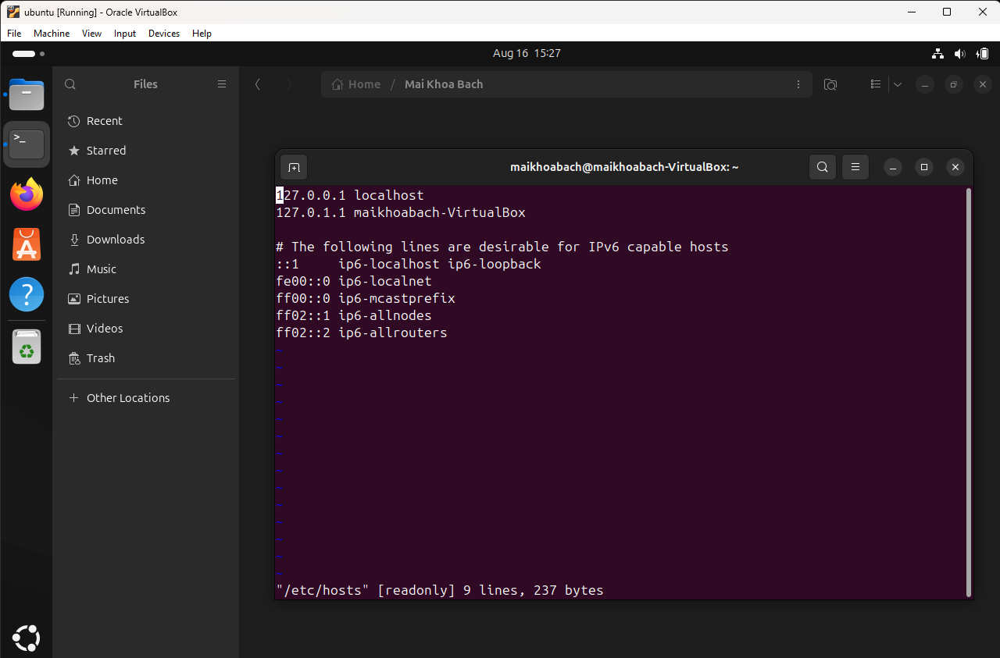 ubuntu [Running] - Oracle VirtualBox
File Machine View Input Devices Help
Aug 16 15:27
Files
Home / Mai Khoa Bach
Recent
Starred
Home
Documents
Downloads
Music
Pictures
Videos
Trash
Other Locations
>_
?
maikhoabach@maikhoabach-VirtualBox: ~
127.0.0.1 localhost
127.0.1.1 maikhoabach-VirtualBox
# The following lines are desirable for IPv6 capable hosts
::1     ip6-localhost ip6-loopback
fe00::0 ip6-localnet
ff00::0 ip6-mcastprefix
ff02::1 ip6-allnodes
ff02::2 ip6-allrouters
~
~
~
~
~
~
~
~
~
~
~
~
~
~
"/etc/hosts" [readonly] 9 lines, 237 bytes